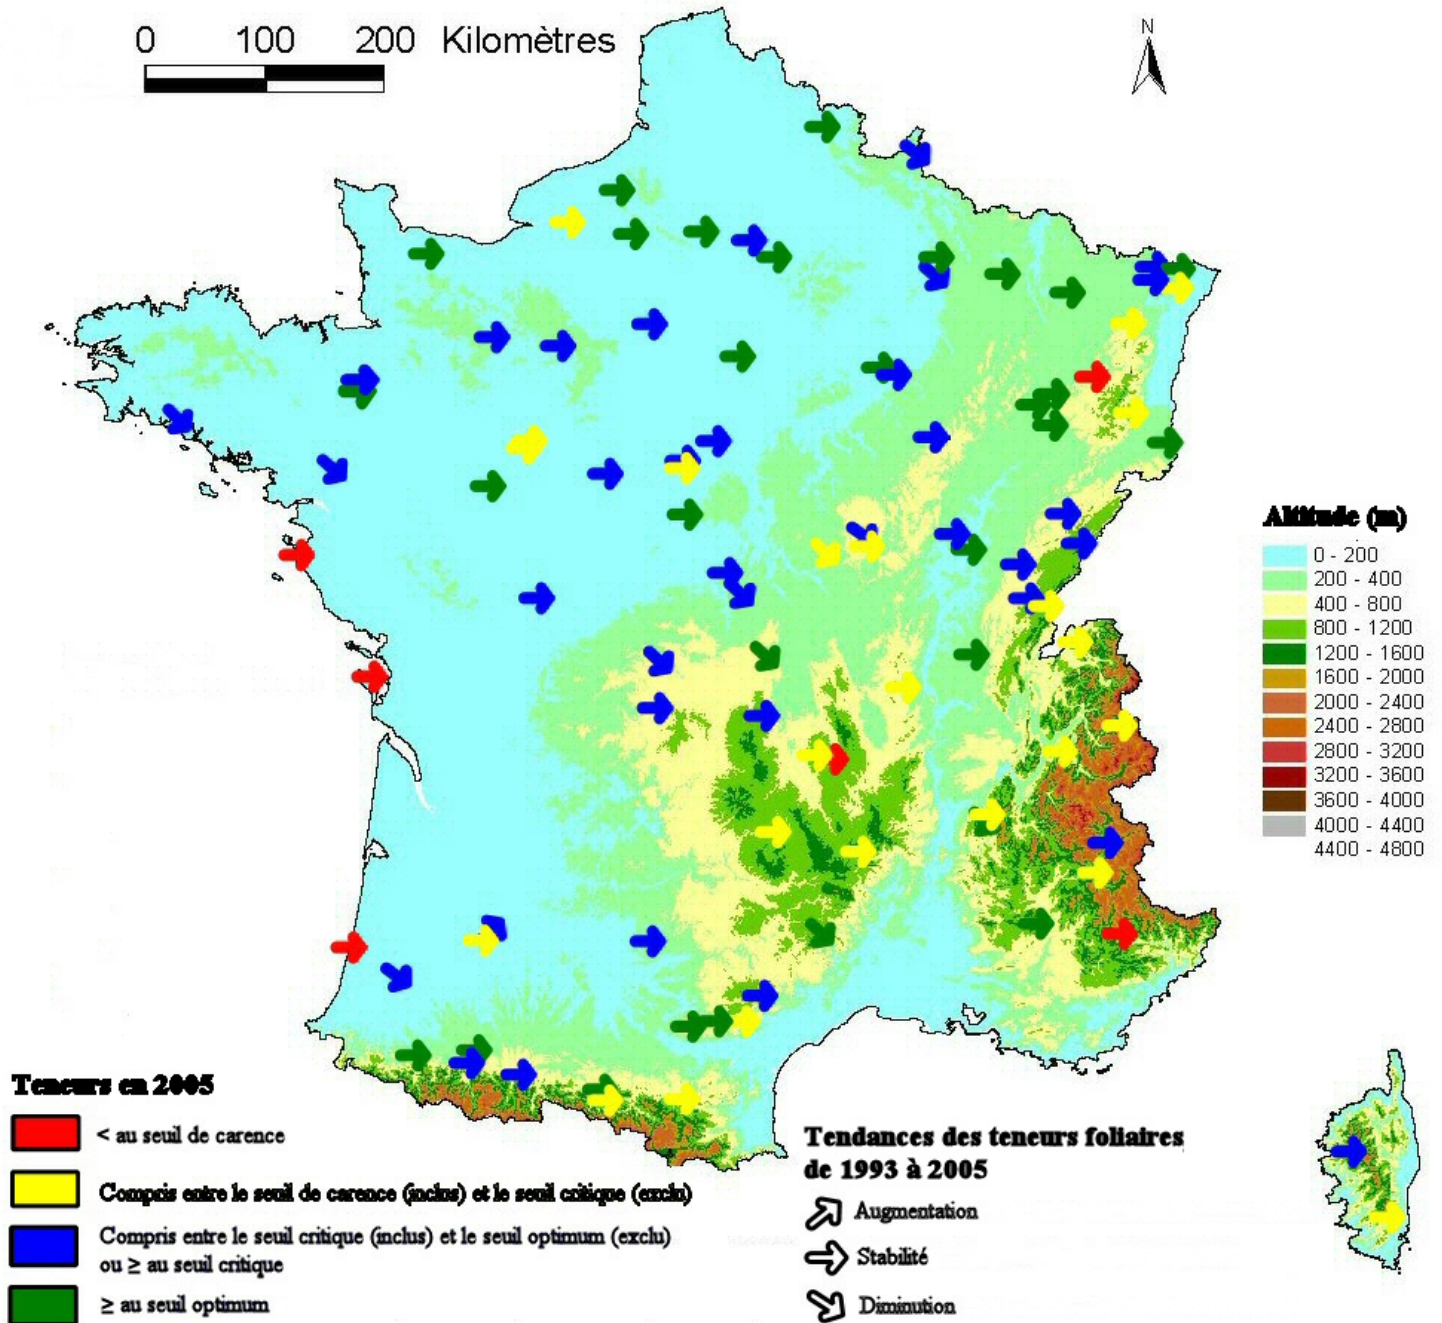 0 100 200 Kilomètres
N
Altitude (m)
0 - 200
200 - 400
400 - 800
800 - 1200
1200 - 1600
1600 - 2000
2000 - 2400
2400 - 2800
2800 - 3200
3200 - 3600
3600 - 4000
4000 - 4400
4400 - 4800
Teneurs en 2005
< au seuil de carence
Compris entre le seuil de carence (inclus) et le seuil critique (exclu)
Compris entre le seuil critique (inclus) et le seuil optimum (exclu)
ou ≥ au seuil critique
≥ au seuil optimum
Tendances des teneurs foliaires
de 1993 à 2005
Augmentation
Stabilité
Diminution